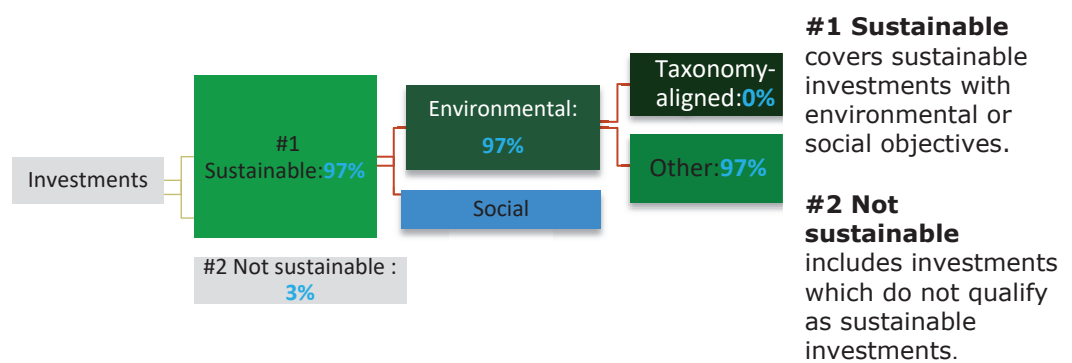 Investments
#1
Sustainable:97%
#2 Not sustainable :
3%
Environmental:
97%
Social
Taxonomy-
aligned:0%
Other:97%
#1 Sustainable
covers sustainable
investments with
environmental or
social objectives.
#2 Not
sustainable
includes investments
which do not qualify
as sustainable
investments.